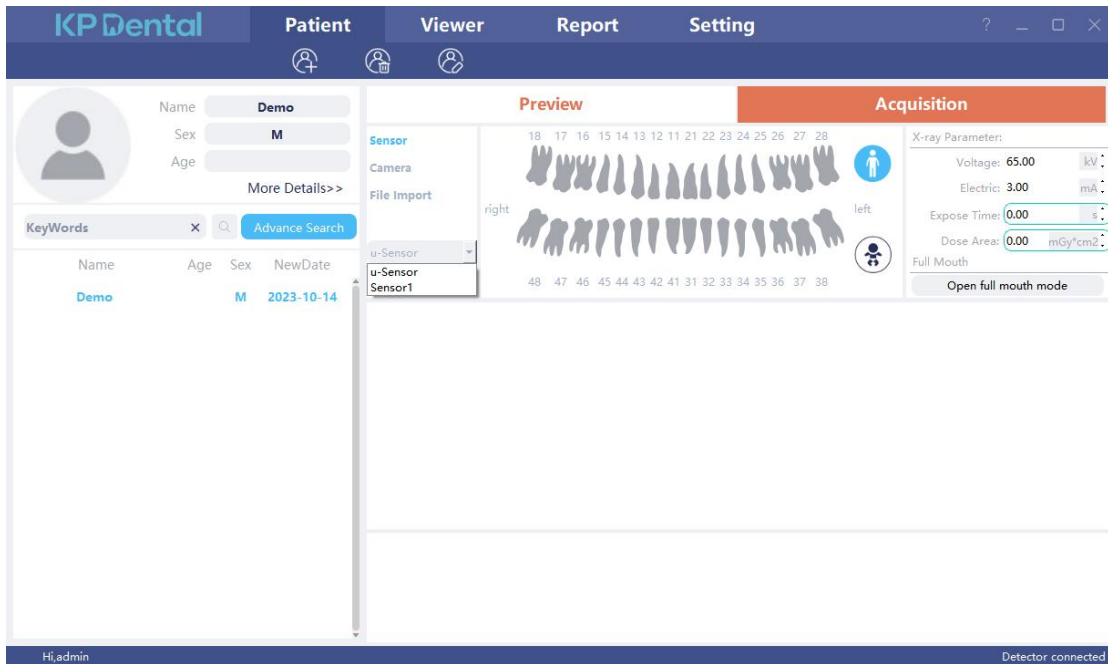 KP Dental Patient Viewer Report Setting ?
Name Demo
Sex M
Age
More Details>>
KeyWords x Advance Search
Name Age Sex NewDate
Demo M 2023-10-14
Preview Acquisition
Sensor
Camera
File Import
u-Sensor
u-Sensor
Sensor1
18 17 16 15 14 13 12 11 21 22 23 24 25 26 27 28
right left
48 47 46 45 44 43 42 41 31 32 33 34 35 36 37 38
X-ray Parameter:
Voltage: 65.00 kV
Electric: 3.00 mA
Expose Time: 0.00 s
Dose Area: 0.00 mGy*cm2
Full Mouth
Open full mouth mode
Hi,admin Detector connected